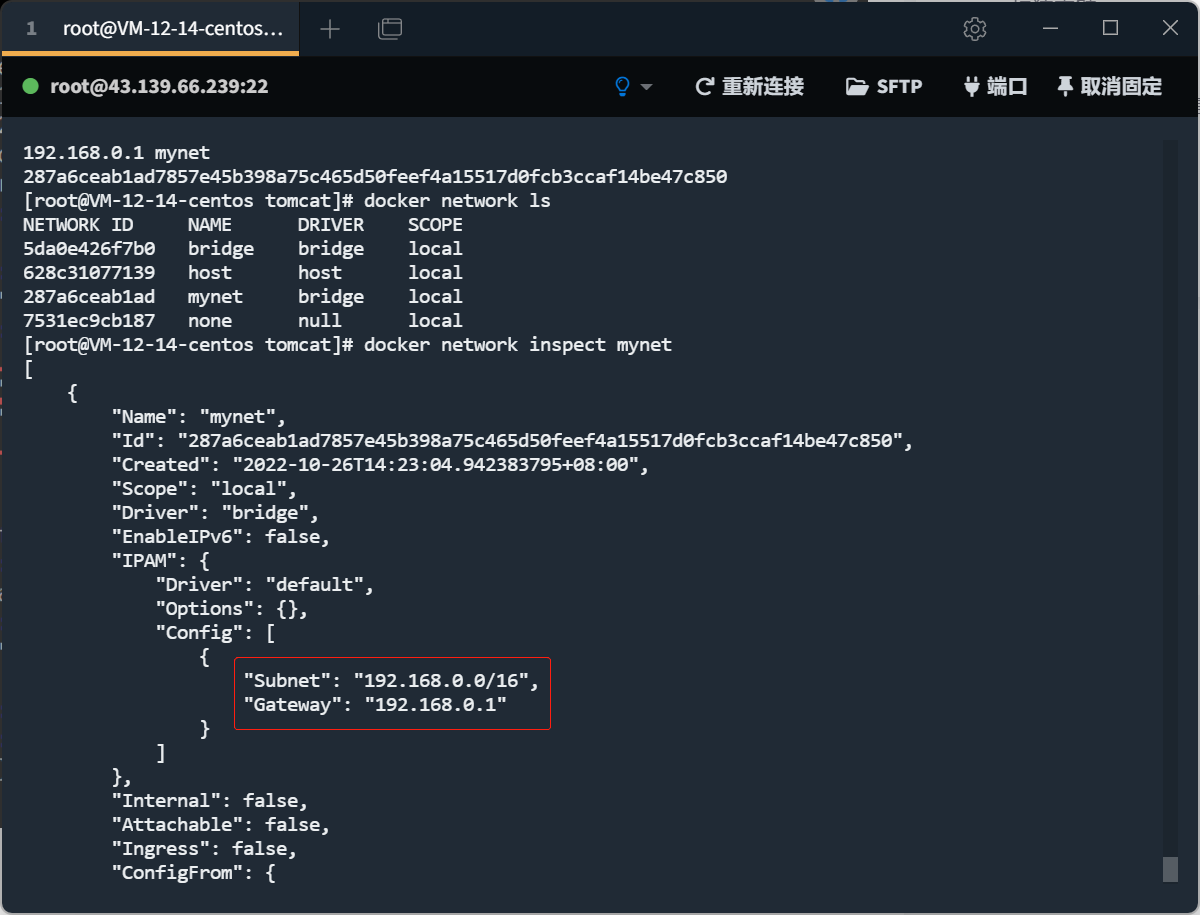 1 root@VM-12-14-centos...
root@43.139.66.239:22 重新连接 SFTP 端口 取消固定
192.168.0.1 mynet
287a6ceab1ad7857e45b398a75c465d50feef4a15517d0fcb3ccaf14be47c850
[root@VM-12-14-centos tomcat]# docker network ls
NETWORK ID     NAME      DRIVER    SCOPE
5da0e426f7b0   bridge    bridge    local
628c31077139   host      host      local
287a6ceab1ad   mynet     bridge    local
7531ec9cb187   none      null      local
[root@VM-12-14-centos tomcat]# docker network inspect mynet
[
    {
        "Name": "mynet",
        "Id": "287a6ceab1ad7857e45b398a75c465d50feef4a15517d0fcb3ccaf14be47c850",
        "Created": "2022-10-26T14:23:04.942383795+08:00",
        "Scope": "local",
        "Driver": "bridge",
        "EnableIPv6": false,
        "IPAM": {
            "Driver": "default",
            "Options": {},
            "Config": [
                {
                    "Subnet": "192.168.0.0/16",
                    "Gateway": "192.168.0.1"
                }
            ]
        },
        "Internal": false,
        "Attachable": false,
        "Ingress": false,
        "ConfigFrom": {